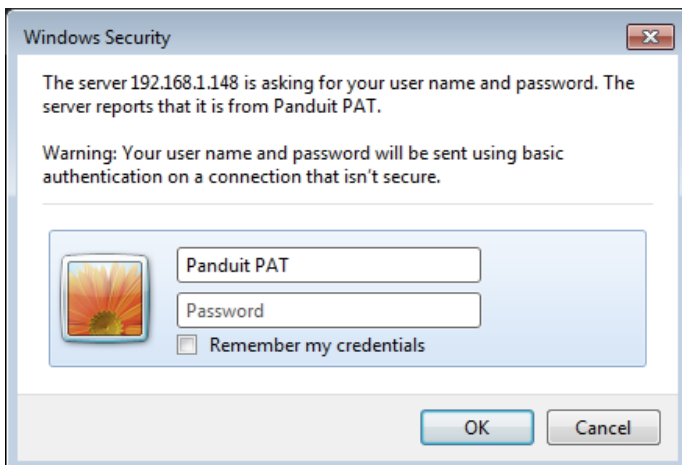 Windows Security
The server 192.168.1.148 is asking for your user name and password. The
server reports that it is from Panduit PAT.
Warning: Your user name and password will be sent using basic
authentication on a connection that isn't secure.
Panduit PAT
Password
Remember my credentials
OK
Cancel